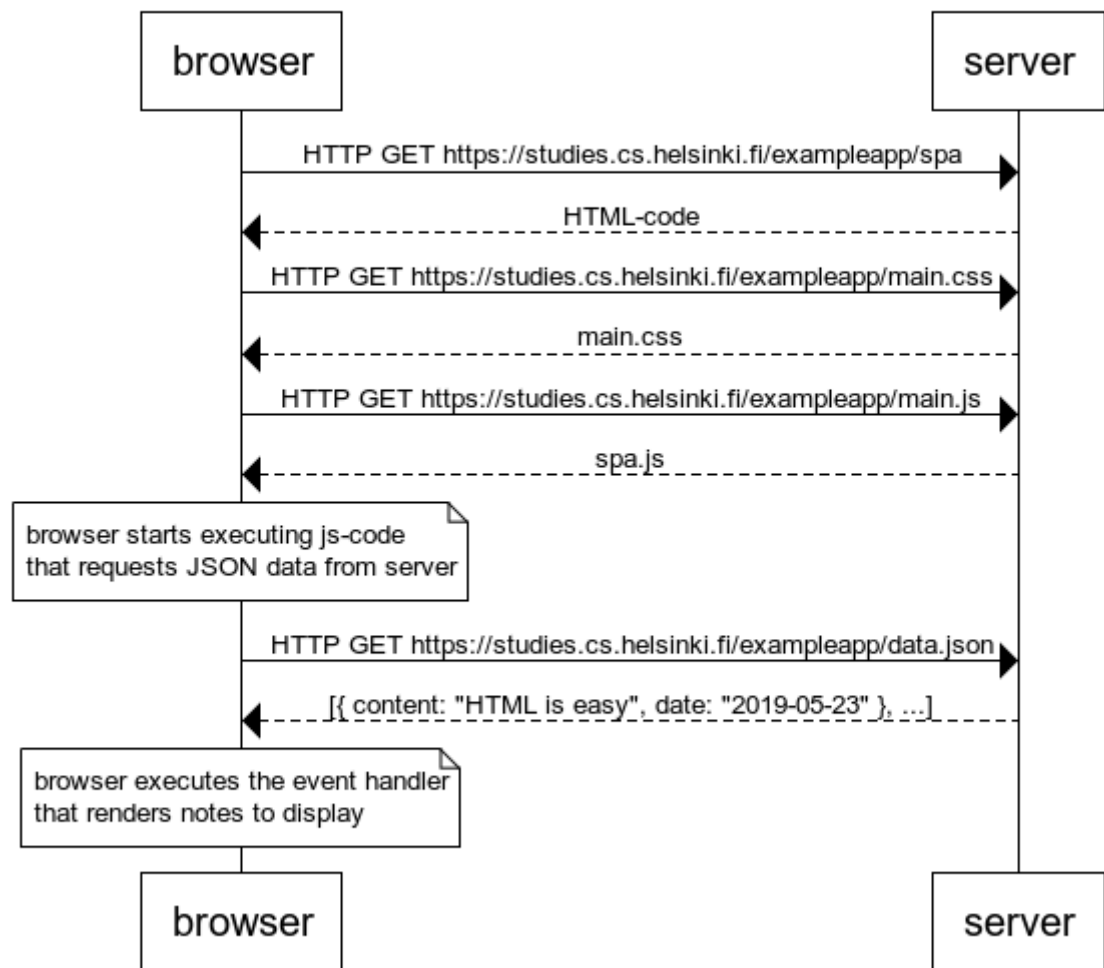 browser
server
HTTP GET https://studies.cs.helsinki.fi/exampleapp/spa
HTML-code
HTTP GET https://studies.cs.helsinki.fi/exampleapp/main.css
main.css
HTTP GET https://studies.cs.helsinki.fi/exampleapp/main.js
spa.js
browser starts executing js-code
that requests JSON data from server
HTTP GET https://studies.cs.helsinki.fi/exampleapp/data.json
[{ content: "HTML is easy", date: "2019-05-23" }, ...]
browser executes the event handler
that renders notes to display
browser
server